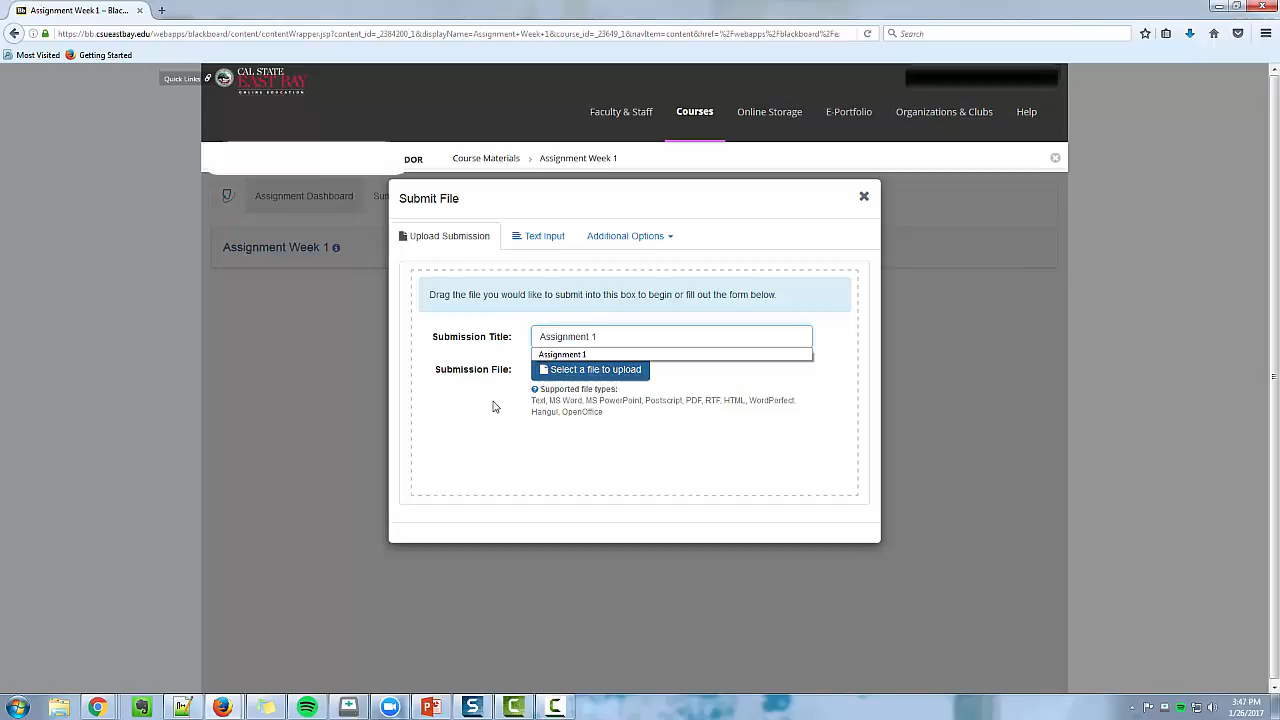 Assignment Week 1 – Blac...
https://bb.csueastbay.edu/webapps/blackboard/content/contentWrapper.jsp?content_id=_2384200_1&displayName=Assignment+Week+1&course_id=_23649_1&navItem=content&href=%2Fwebapps%2Fblackboard%2Fe
Search
Most Visited
Getting Started
Quick Links
CAL STATE
EAST BAY
ONLINE EDUCATION
Faculty & Staff
Courses
Online Storage
E-Portfolio
Organizations & Clubs
Help
DOR
Course Materials › Assignment Week 1
Assignment Dashboard
Assignment Week 1
Submit File
Upload Submission
Text Input
Additional Options
Drag the file you would like to submit into this box to begin or fill out the form below.
Submission Title:
Assignment 1
Assignment 1
Submission File:
Select a file to upload
Supported file types:
Text, MS Word, MS PowerPoint, Postscript, PDF, RTF, HTML, WordPerfect,
Hangul, OpenOffice
3:47 PM
1/26/2017